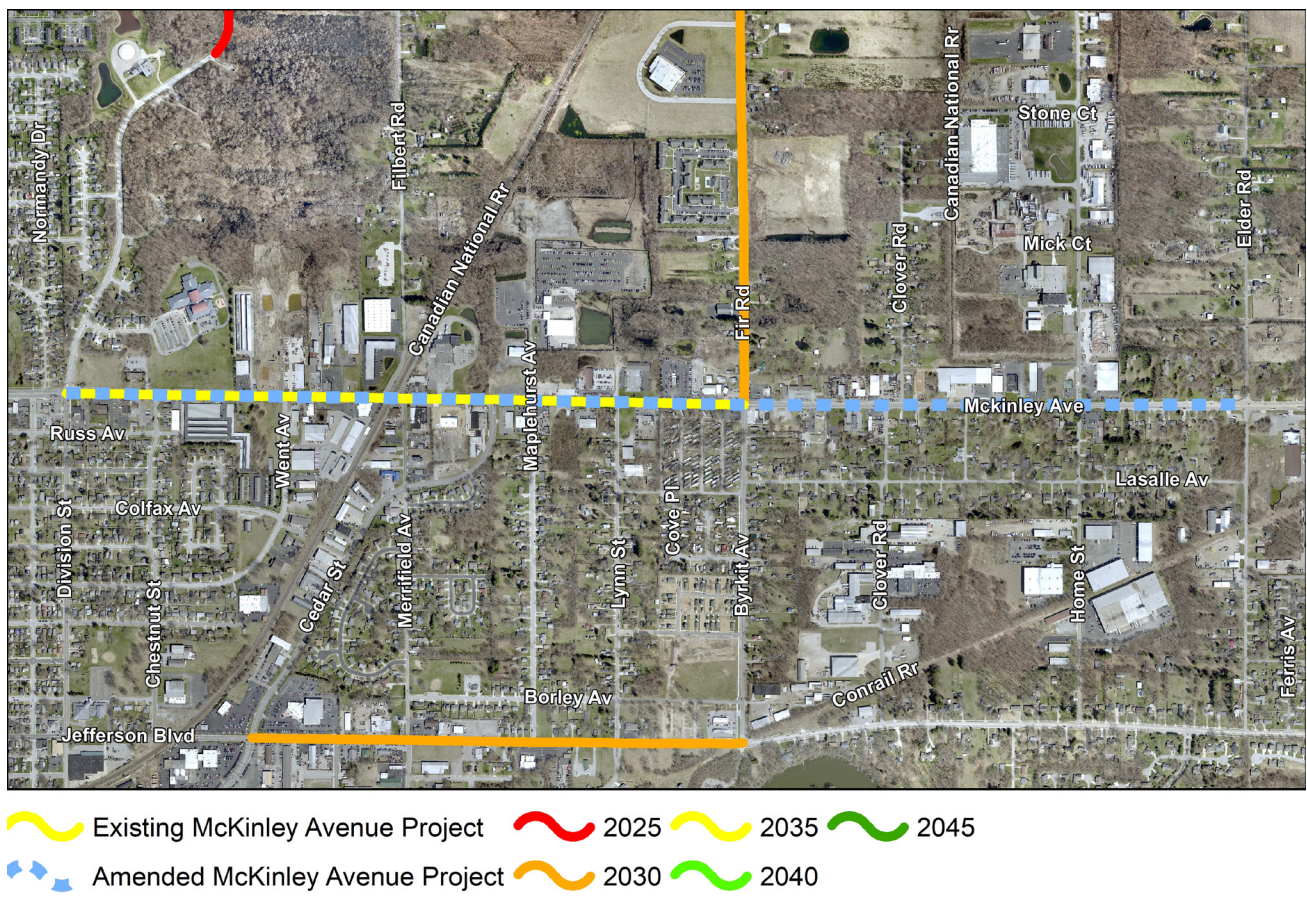 Normandy Dr
Filbert Rd
Canadian National Rr
Canadian National Rr
Stone Ct
Mick Ct
Clover Rd
Elder Rd
Fir Rd
Maplehurst Av
Mckinley Ave
Russ Av
Went Av
Lasalle Av
Colfax Av
Division St
Chestnut St
Cedar St
Merrifield Av
Lynn St
Cove Pl
Byrkit Av
Clover Rd
Home St
Ferris Av
Borley Av
Conrail Rr
Jefferson Blvd
Existing McKinley Avenue Project 2025 2035 2045
Amended McKinley Avenue Project 2030 2040